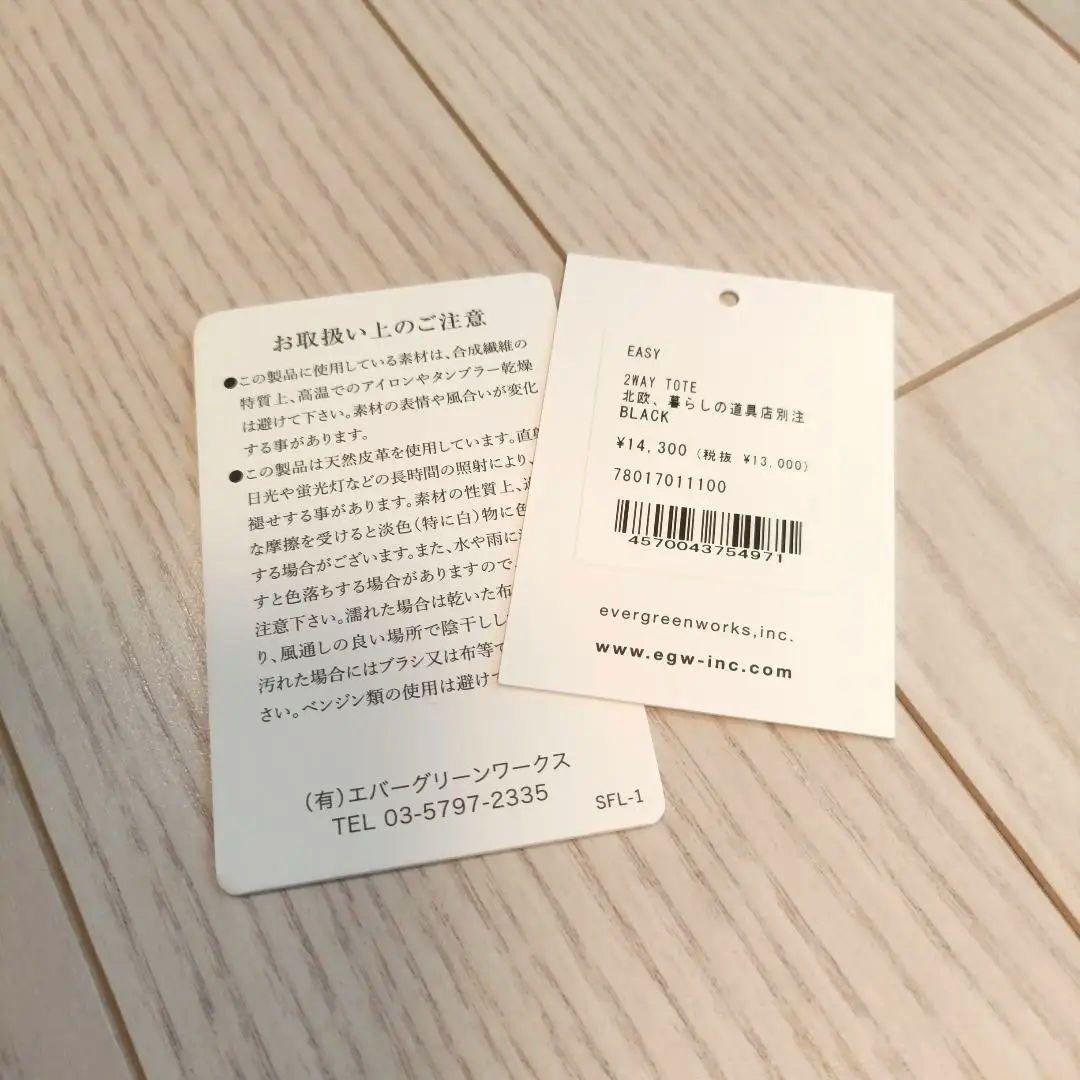 お取扱い上のご注意
●この製品に使用している素材は、合成繊維の
特質上、高温でのアイロンやタンブラー乾燥
は避けて下さい。素材の表情や風合いが変化
する事があります。
●この製品は天然皮革を使用しています。直射
日光や蛍光灯などの長時間の照射により、
褪せする事があります。素材の性質上、過
な摩擦を受けると淡色(特に白)物に色
する場合がございます。また、水や雨に
すと色落ちする場合がありますので
注意下さい。濡れた場合は乾いた布
り、風通しの良い場所で陰干しし
汚れた場合にはブラシ又は布等で
さい。ベンジン類の使用は避けて
(有)エバーグリーンワークス
TEL 03-5797-2335
SFL-1
EASY
2WAY TOTE
北欧、暮らしの道具店別注
BLACK
¥14,300 (税抜 ¥13,000)
78017011100
4570043754971
evergreenworks,inc.
www.egw-inc.com